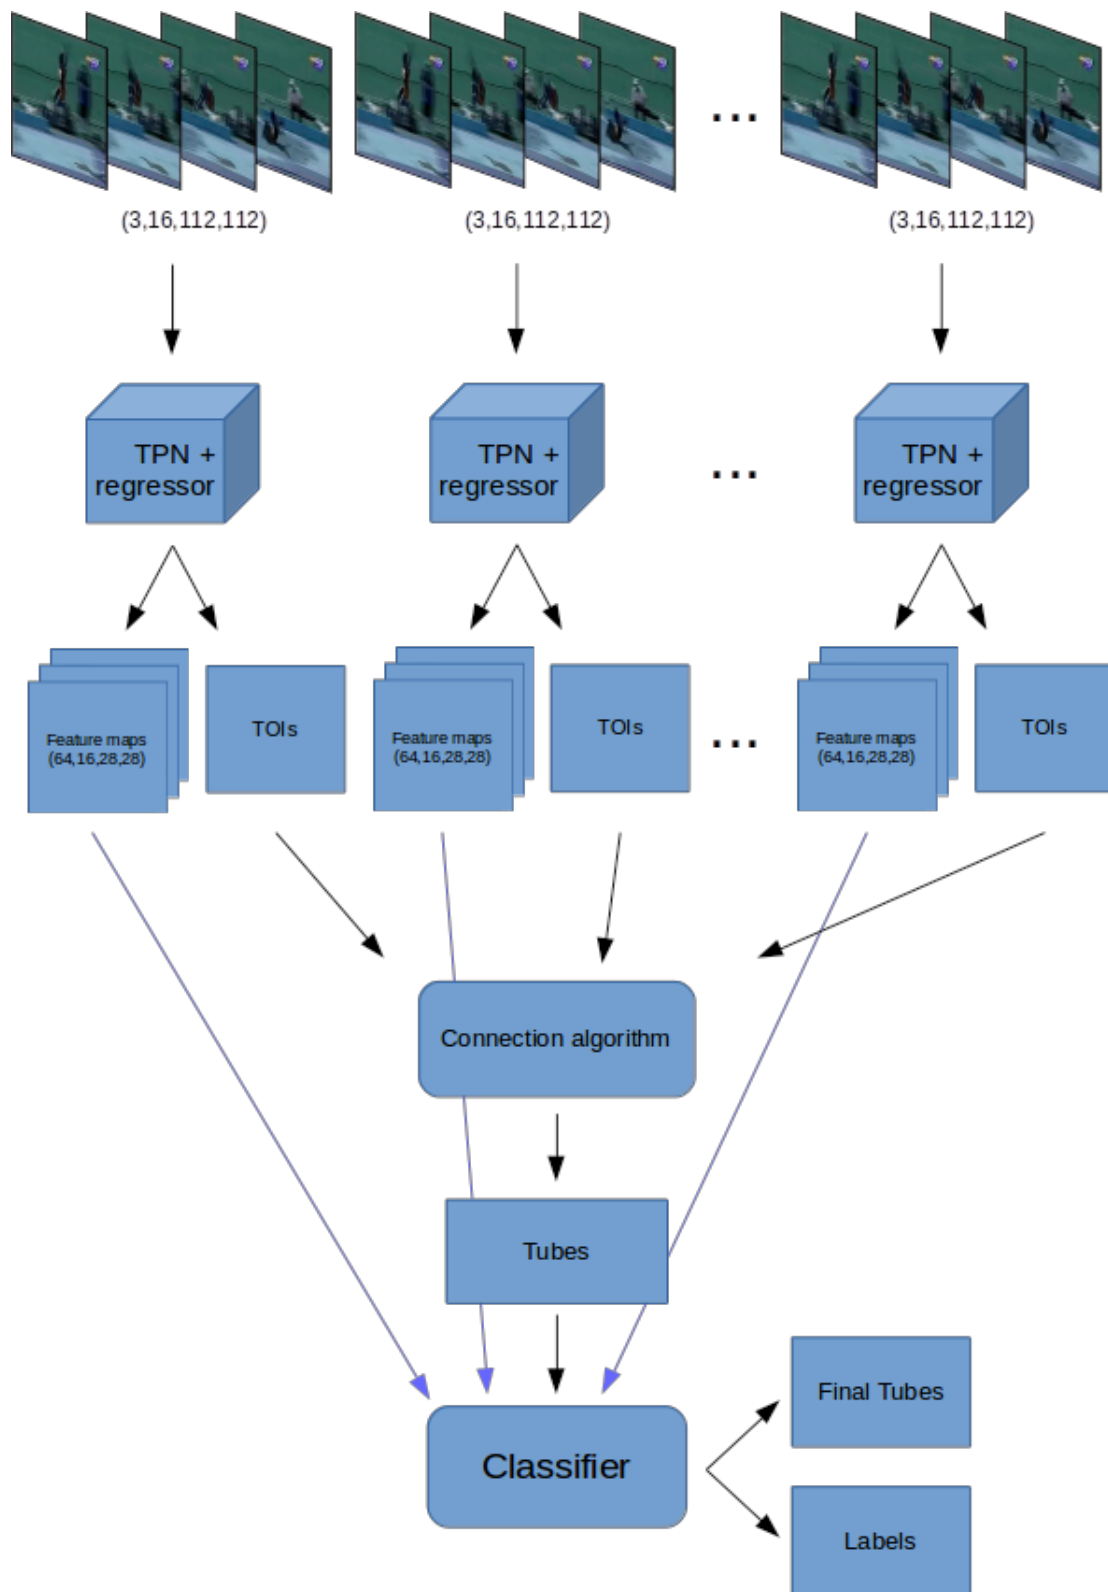 (3,16,112,112)
(3,16,112,112)
...
(3,16,112,112)
TPN +
regressor
TPN +
regressor
...
TPN +
regressor
Feature maps
(64,16,28,28)
TOIs
Feature maps
(64,16,28,28)
TOIs
...
Feature maps
(64,16,28,28)
TOIs
Connection algorithm
Tubes
Classifier
Final Tubes
Labels